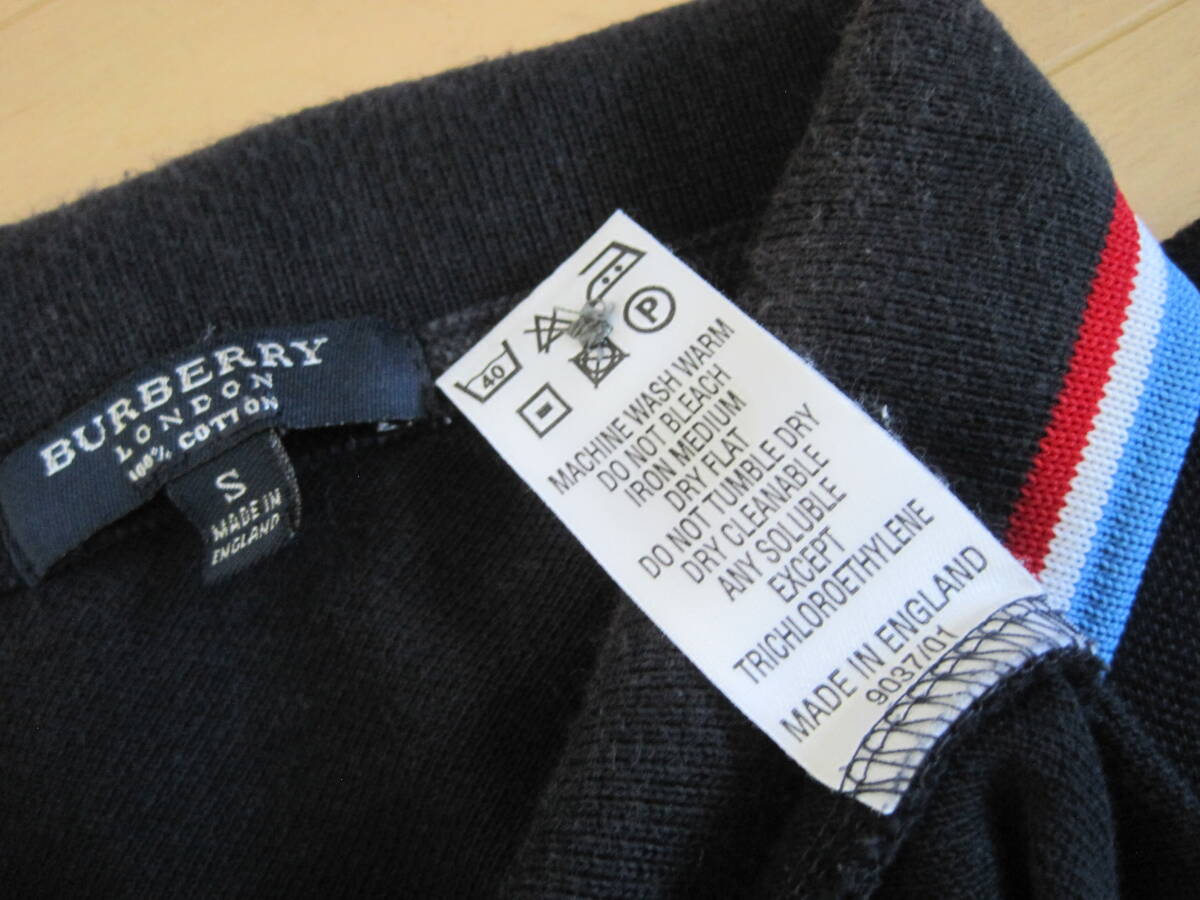 BURBERRY
LONDON
100% COTTON
S
MADE IN
ENGLAND
40
P
MACHINE WASH WARM
DO NOT BLEACH
IRON MEDIUM
DRY FLAT
DO NOT TUMBLE DRY
DRY CLEANABLE
ANY SOLUBLE
EXCEPT
TRICHLOROETHYLENE
MADE IN ENGLAND
9037/01